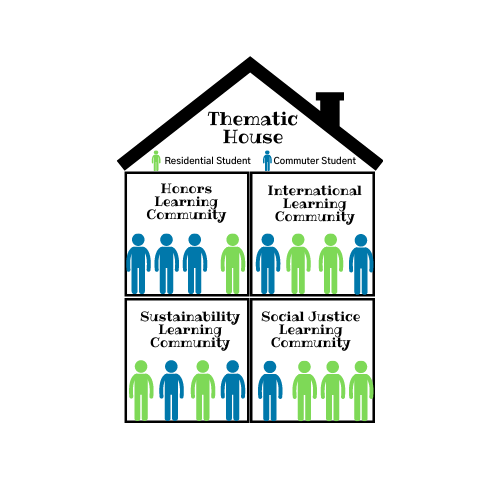 Thematic
House
Residential Student
Commuter Student
Honors
Learning
Community
International
Learning
Community
Sustainability
Learning
Community
Social Justice
Learning
Community